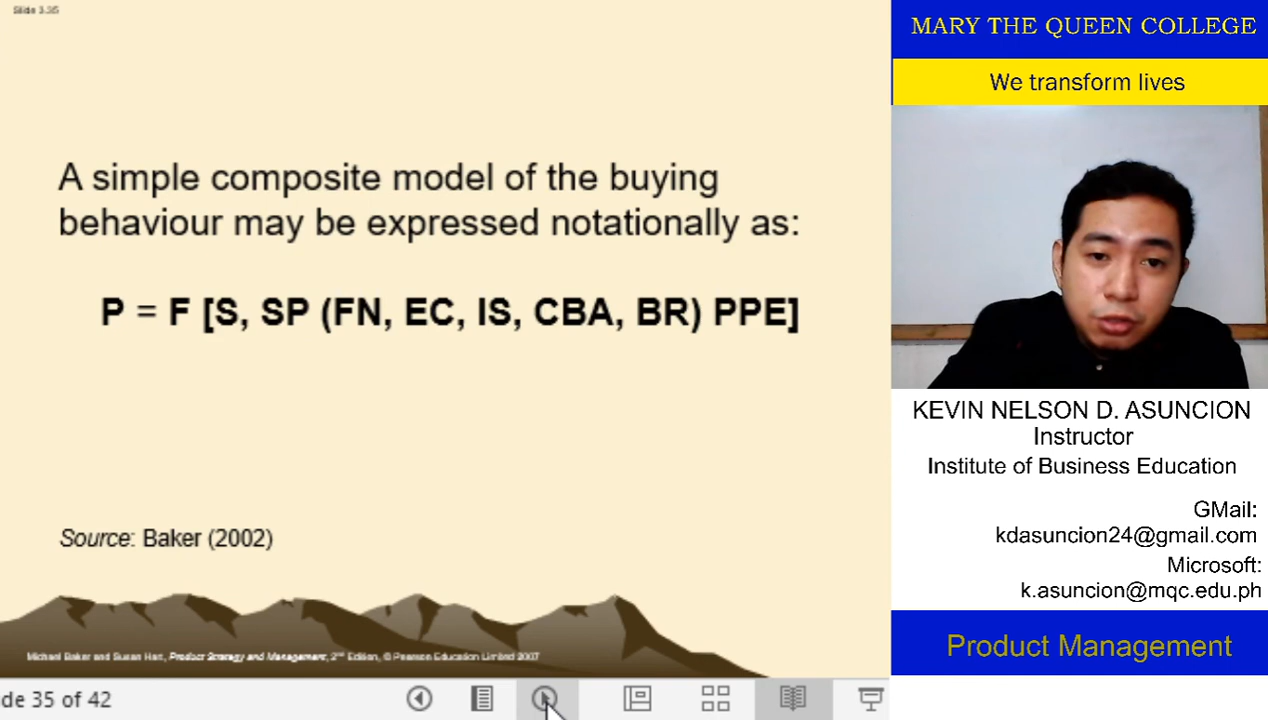 Slide 3.35
A simple composite model of the buying
behaviour may be expressed notationally as:
P = F [S, SP (FN, EC, IS, CBA, BR) PPE]
Source: Baker (2002)
Michael Baker and Susan Hart, Product Strategy and Management, 2nd Edition, © Pearson Education Limited 2007
de 35 of 42
MARY THE QUEEN COLLEGE
We transform lives
KEVIN NELSON D. ASUNCION
Instructor
Institute of Business Education
GMail:
kdasuncion24@gmail.com
Microsoft:
k.asuncion@mqc.edu.ph
Product Management